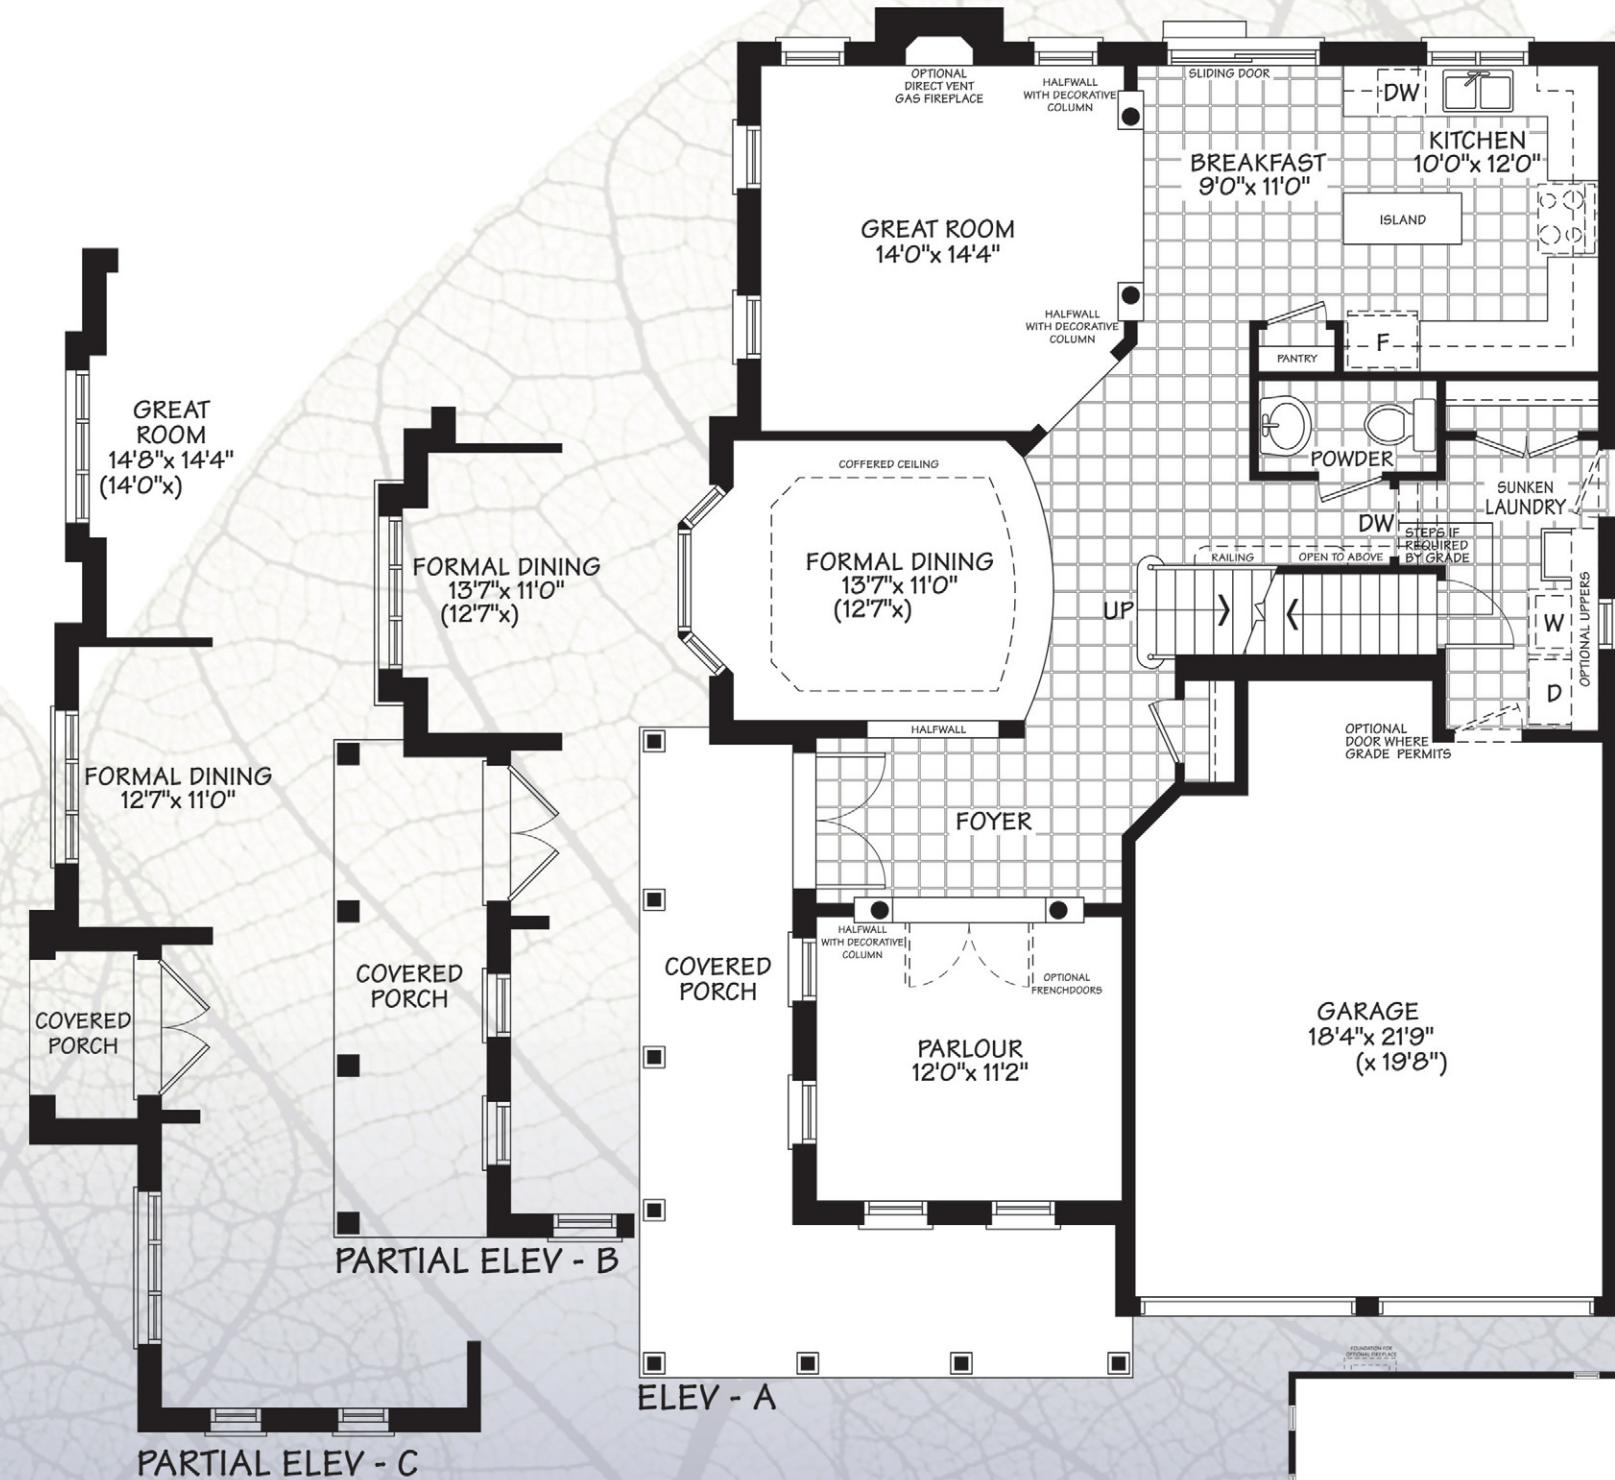 OPTIONAL
DIRECT VENT
GAS FIREPLACE
HALFWALL
WITH DECORATIVE
COLUMN
SLIDING DOOR
DW
KITCHEN
10'0"x 12'0"
BREAKFAST
9'0"x 11'0"
ISLAND
GREAT ROOM
14'0"x 14'4"
HALFWALL
WITH DECORATIVE
COLUMN
PANTRY
F
GREAT
ROOM
14'8"x 14'4"
(14'0"x)
POWDER
SUNKEN
LAUNDRY
COFFERED CEILING
DW
STEPS IF
REQUIRED
BY GRADE
RAILING
OPEN TO ABOVE
FORMAL DINING
13'7"x 11'0"
(12'7"x)
FORMAL DINING
13'7"x 11'0"
(12'7"x)
UP
W
D
OPTIONAL UPPERS
HALFWALL
OPTIONAL
DOOR WHERE
GRADE PERMITS
FORMAL DINING
12'7"x 11'0"
FOYER
HALFWALL
WITH DECORATIVE
COLUMN
OPTIONAL
FRENCHDOORS
COVERED
PORCH
COVERED
PORCH
COVERED
PORCH
PARLOUR
12'0"x 11'2"
GARAGE
18'4"x 21'9"
(x 19'8")
PARTIAL ELEV - B
FOUNDATION FOR
OPTIONAL FIREPLACE
ELEV - A
PARTIAL ELEV - C